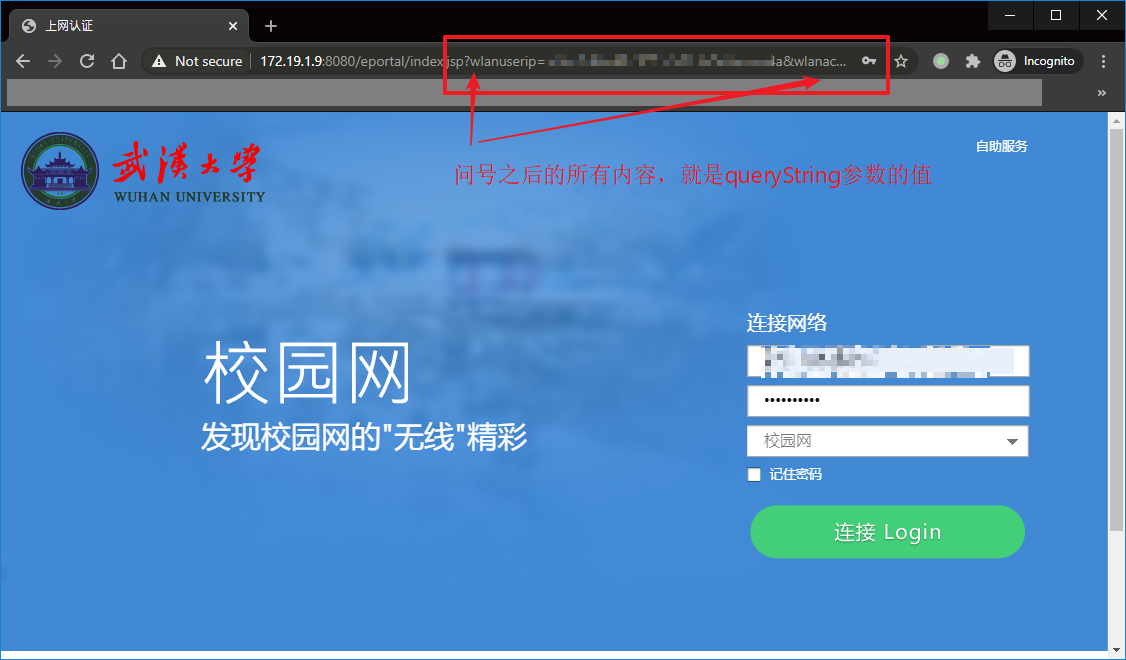 上网认证
Not secure
172.19.1.9:8080/eportal/index.jsp?wlanuserip=
a&wlanac...
Incognito
武漢大學
WUHAN UNIVERSITY
自助服务
问号之后的所有内容，就是queryString参数的值
连接网络
校园网
发现校园网的"无线"精彩
••••••••••
校园网
记住密码
连接 Login